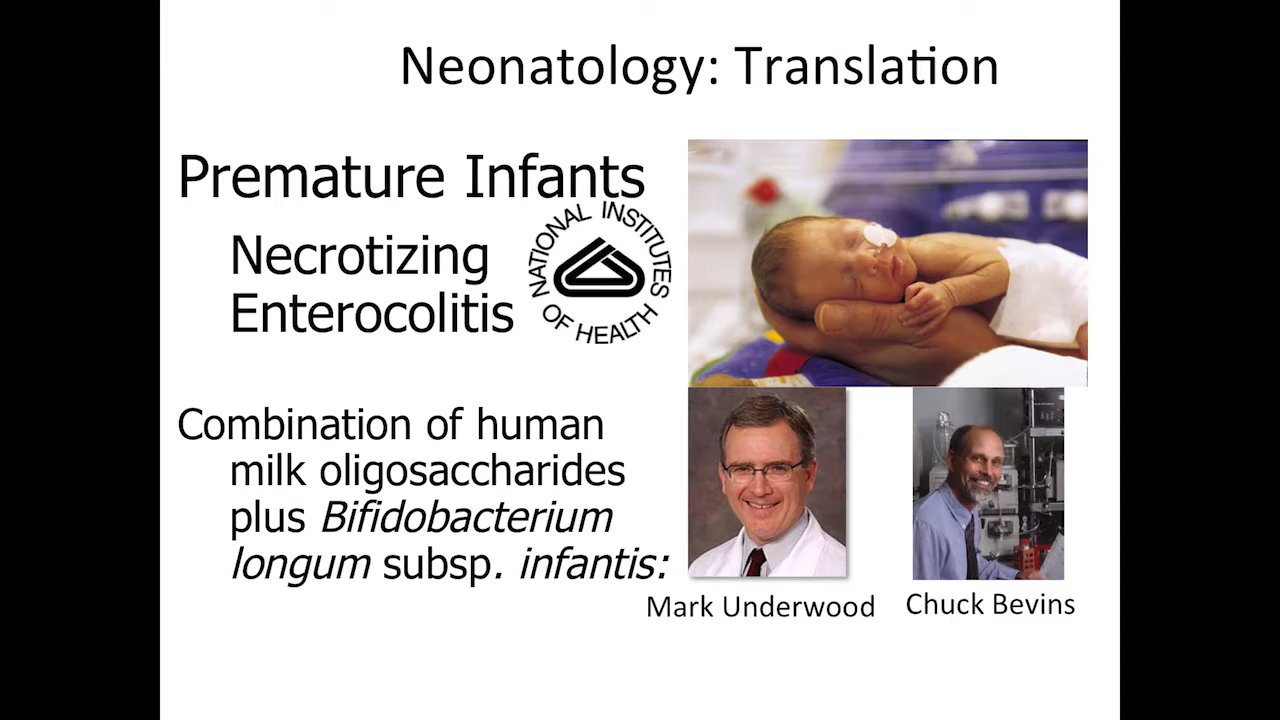 Neonatology: Translation
Premature Infants
Necrotizing
Enterocolitis
NATIONAL INSTITUTES
OF HEALTH
Combination of human
milk oligosaccharides
plus Bifidobacterium
longum subsp. infantis:
Mark Underwood
Chuck Bevins